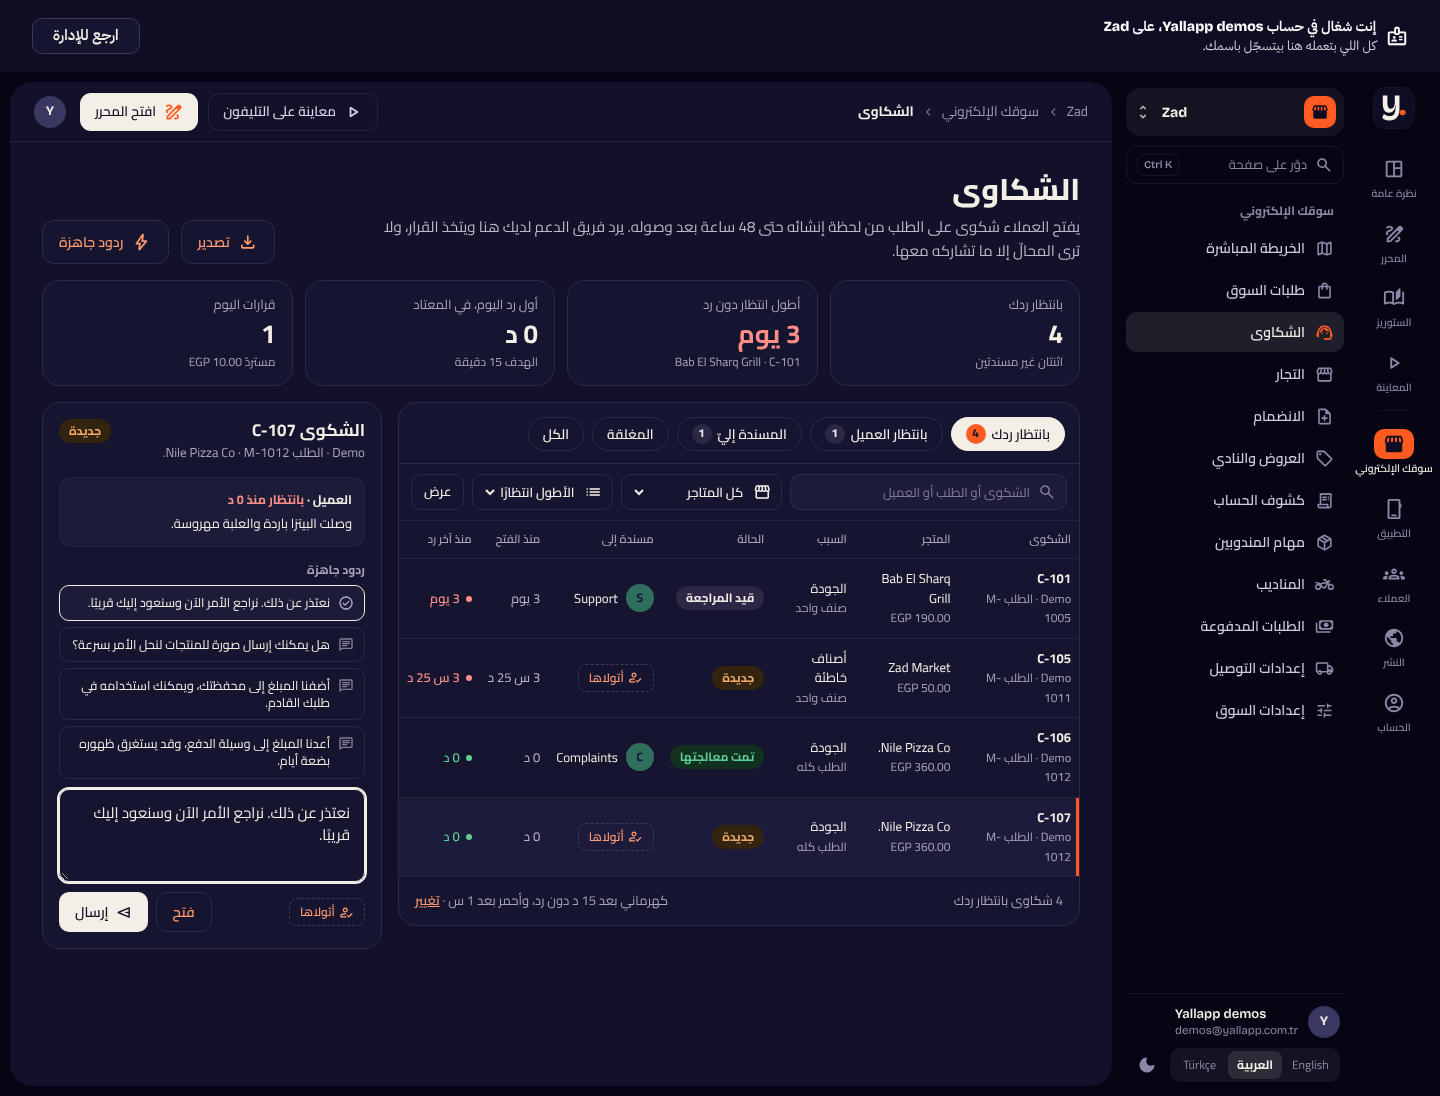 إنت شغال في حساب Yallapp demos، على Zad
كل اللي بتعمله هنا بيتسجّل باسمك.
ارجع للإدارة
y.
نظرة عامة
المحرر
الستوريز
المعاينة
سوقك الإلكتروني
التطبيق
العملاء
النشر
الحساب
Zad
دوّر على صفحة
Ctrl K
سوقك الإلكتروني
الخريطة المباشرة
طلبات السوق
الشكاوى
التجار
الانضمام
العروض والنادي
كشوف الحساب
مهام المندوبين
المناديب
الطلبات المدفوعة
إعدادات التوصيل
إعدادات السوق
Y
Yallapp demos
demos@yallapp.com.tr
English
العربية
Türkçe
Zad
سوقك الإلكتروني
الشكاوى
معاينة على التليفون
افتح المحرر
Y
الشكاوى
يفتح العملاء شكوى على الطلب من لحظة إنشائه حتى 48 ساعة بعد وصوله. يرد فريق الدعم لديك هنا ويتخذ القرار، ولا
ترى المحالّ إلا ما تشاركه معها.
تصدير
ردود جاهزة
بانتظار ردك
4
اثنتان غير مسندتين
أطول انتظار دون رد
3 يوم
Bab El Sharq Grill · C-101
أول رد اليوم، في المعتاد
0 د
الهدف 15 دقيقة
قرارات اليوم
1
مستردّ EGP 10.00
بانتظار ردك 4
بانتظار العميل 1
المسندة إليّ 1
المغلقة
الكل
الشكوى أو الطلب أو العميل
كل المتاجر
الأطول انتظارًا
عرض
الشكوى
المتجر
السبب
الحالة
مسندة إلى
منذ الفتح
منذ آخر رد
C-101
Demo · الطلب M-
1005
Bab El Sharq
Grill
EGP 190.00
الجودة
صنف واحد
قيد المراجعة
S
Support
3 يوم
3 يوم
C-105
Demo · الطلب M-
1011
Zad Market
EGP 50.00
أصناف
خاطئة
صنف واحد
جديدة
أتولاها
3 س 25 د
3 س 25 د
C-106
Demo · الطلب M-
1012
Nile Pizza Co.
EGP 360.00
الجودة
الطلب كله
تمت معالجتها
C
Complaints
0 د
0 د
C-107
Demo · الطلب M-
1012
Nile Pizza Co.
EGP 360.00
الجودة
الطلب كله
جديدة
أتولاها
0 د
0 د
4 شكاوى بانتظار ردك
كهرماني بعد 15 د دون رد، وأحمر بعد 1 س · تغيير
الشكوى C-107
جديدة
Demo · الطلب M-1012 · Nile Pizza Co.
العميل · بانتظار منذ 0 د
وصلت البيتزا باردة والعلبة مهروسة.
ردود جاهزة
نعتذر عن ذلك. نراجع الأمر الآن وسنعود إليك قريبًا.
هل يمكنك إرسال صورة للمنتجات لنحل الأمر بسرعة؟
أضفنا المبلغ إلى محفظتك، ويمكنك استخدامه في
طلبك القادم.
أعدنا المبلغ إلى وسيلة الدفع، وقد يستغرق ظهوره
بضعة أيام.
نعتذر عن ذلك. نراجع الأمر الآن وسنعود إليك
قريبًا.
أتولاها
فتح
إرسال